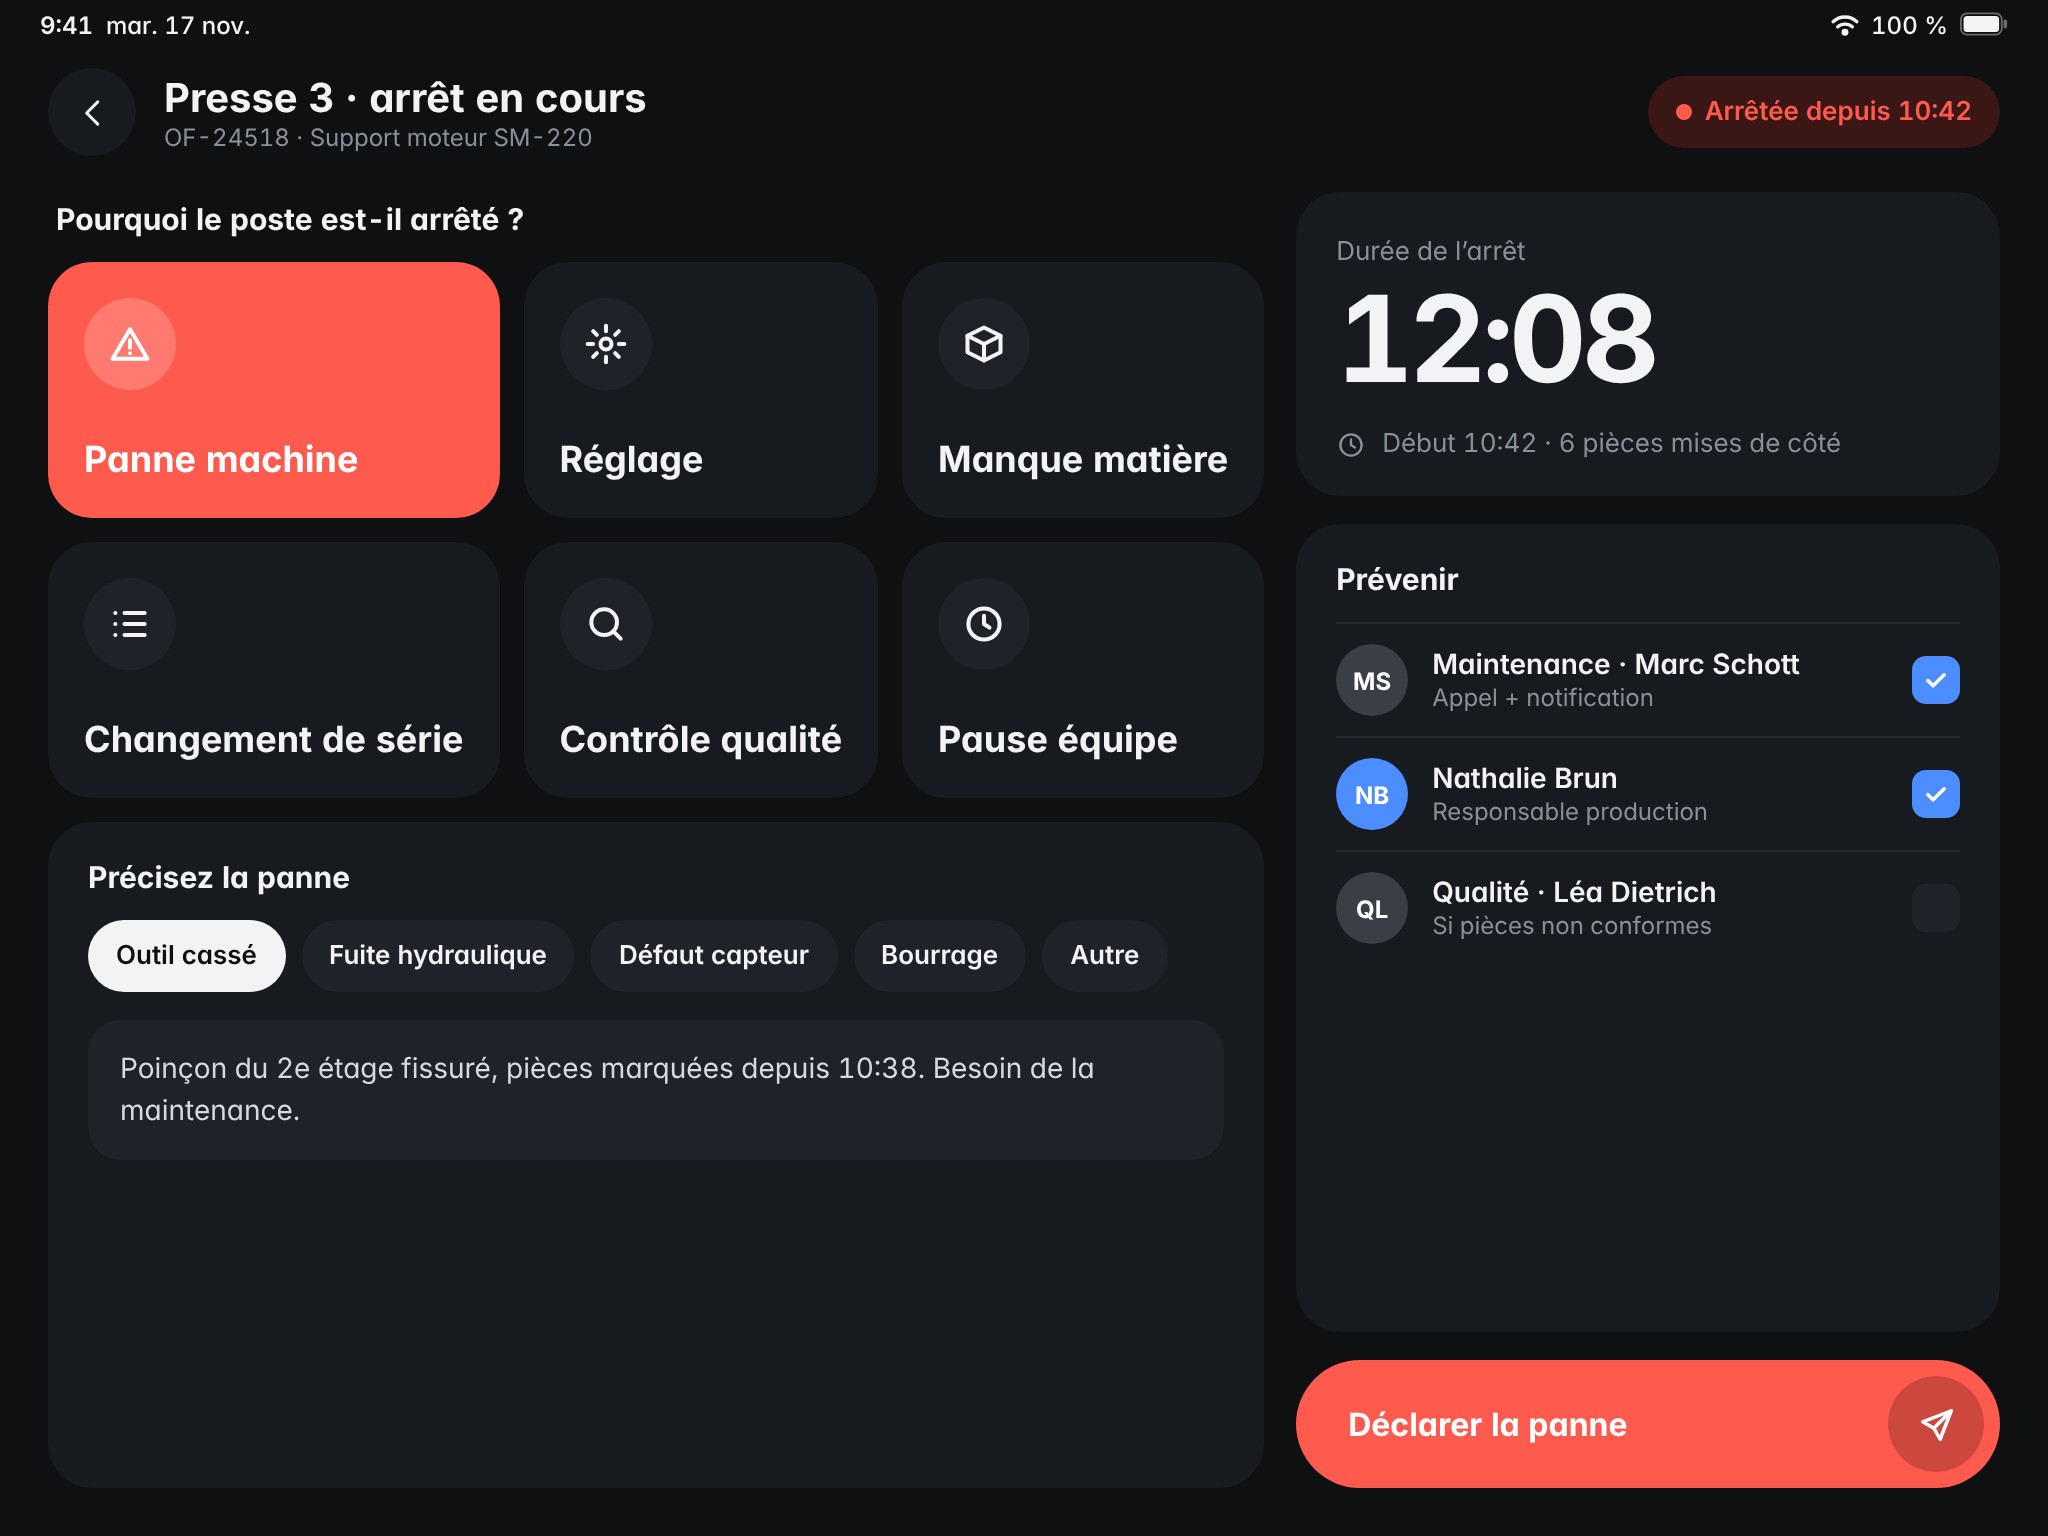 9:41 mar. 17 nov.
100 %
Presse 3 · arrêt en cours
OF-24518 · Support moteur SM-220
Arrêtée depuis 10:42
Pourquoi le poste est-il arrêté ?
Panne machine
Réglage
Manque matière
Changement de série
Contrôle qualité
Pause équipe
Précisez la panne
Outil cassé
Fuite hydraulique
Défaut capteur
Bourrage
Autre
Poinçon du 2e étage fissuré, pièces marquées depuis 10:38. Besoin de la
maintenance.
Durée de l’arrêt
12:08
Début 10:42 · 6 pièces mises de côté
Prévenir
MS
Maintenance · Marc Schott
Appel + notification
NB
Nathalie Brun
Responsable production
QL
Qualité · Léa Dietrich
Si pièces non conformes
Déclarer la panne